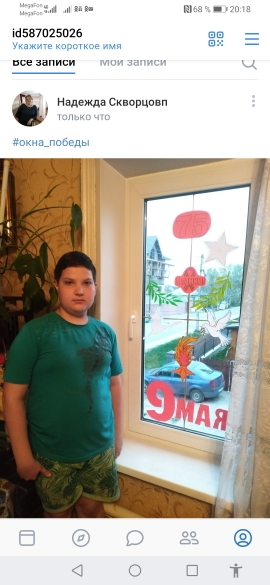 MegaFon
MegaFon
68 %
20:18
id587025026
Укажите короткое имя
Все записи Мои записи
Надежда Скворцовп
только что
#окна_победы
75
9 МАЯ